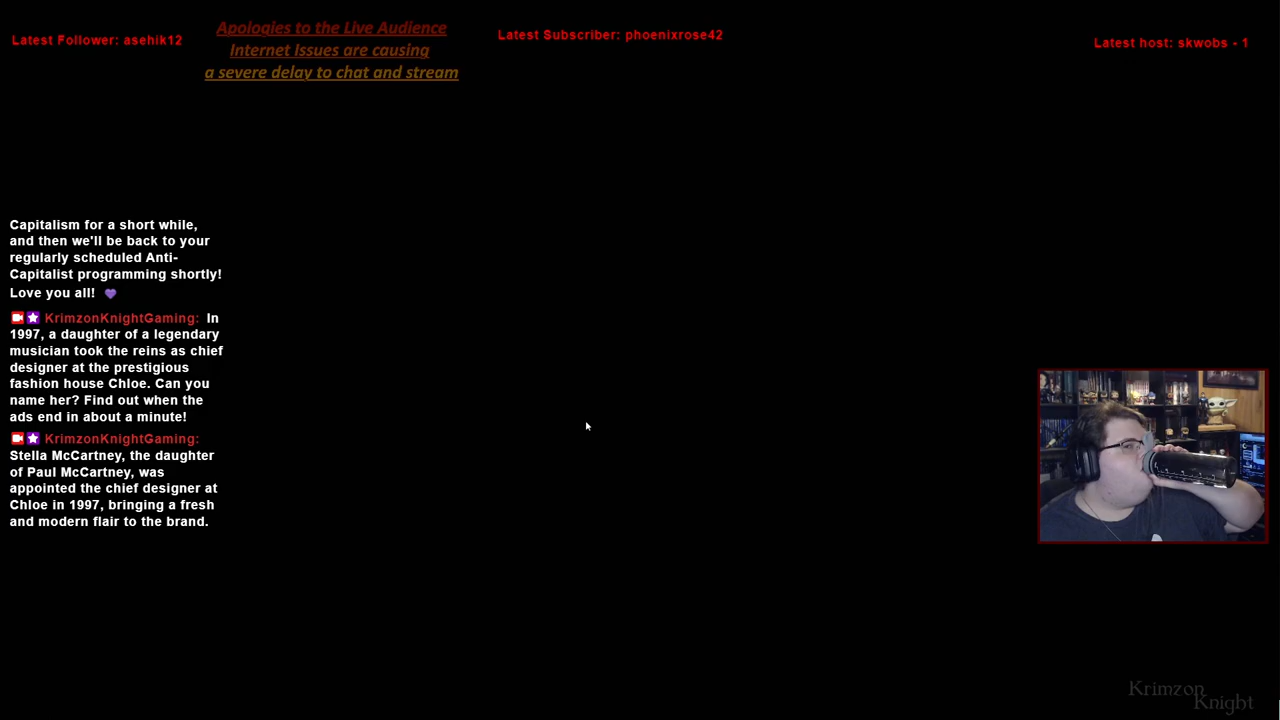 Latest Follower: asehik12
Apologies to the Live Audience
Internet Issues are causing
a severe delay to chat and stream
Latest Subscriber: phoenixrose42
Latest host: skwobs - 1
Capitalism for a short while,
and then we'll be back to your
regularly scheduled Anti-
Capitalist programming shortly!
Love you all!
KrimzonKnightGaming: In
1997, a daughter of a legendary
musician took the reins as chief
designer at the prestigious
fashion house Chloe. Can you
name her? Find out when the
ads end in about a minute!
KrimzonKnightGaming:
Stella McCartney, the daughter
of Paul McCartney, was
appointed the chief designer at
Chloe in 1997, bringing a fresh
and modern flair to the brand.
Krimzon
Knight